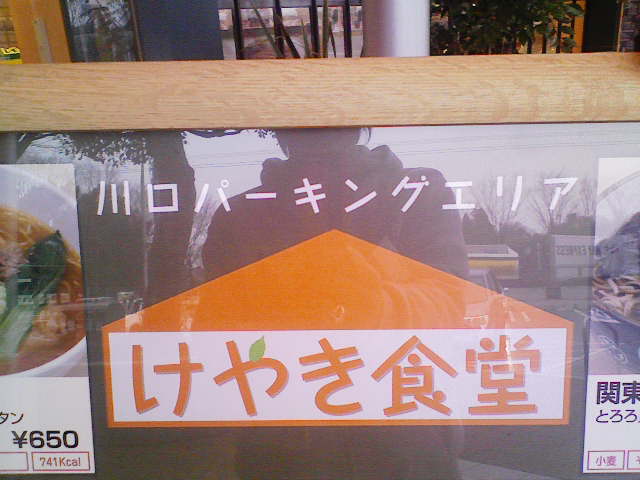 川口パーキングエリア
けやき食堂
タン
¥650
741Kcal
関東
とろろ
小麦